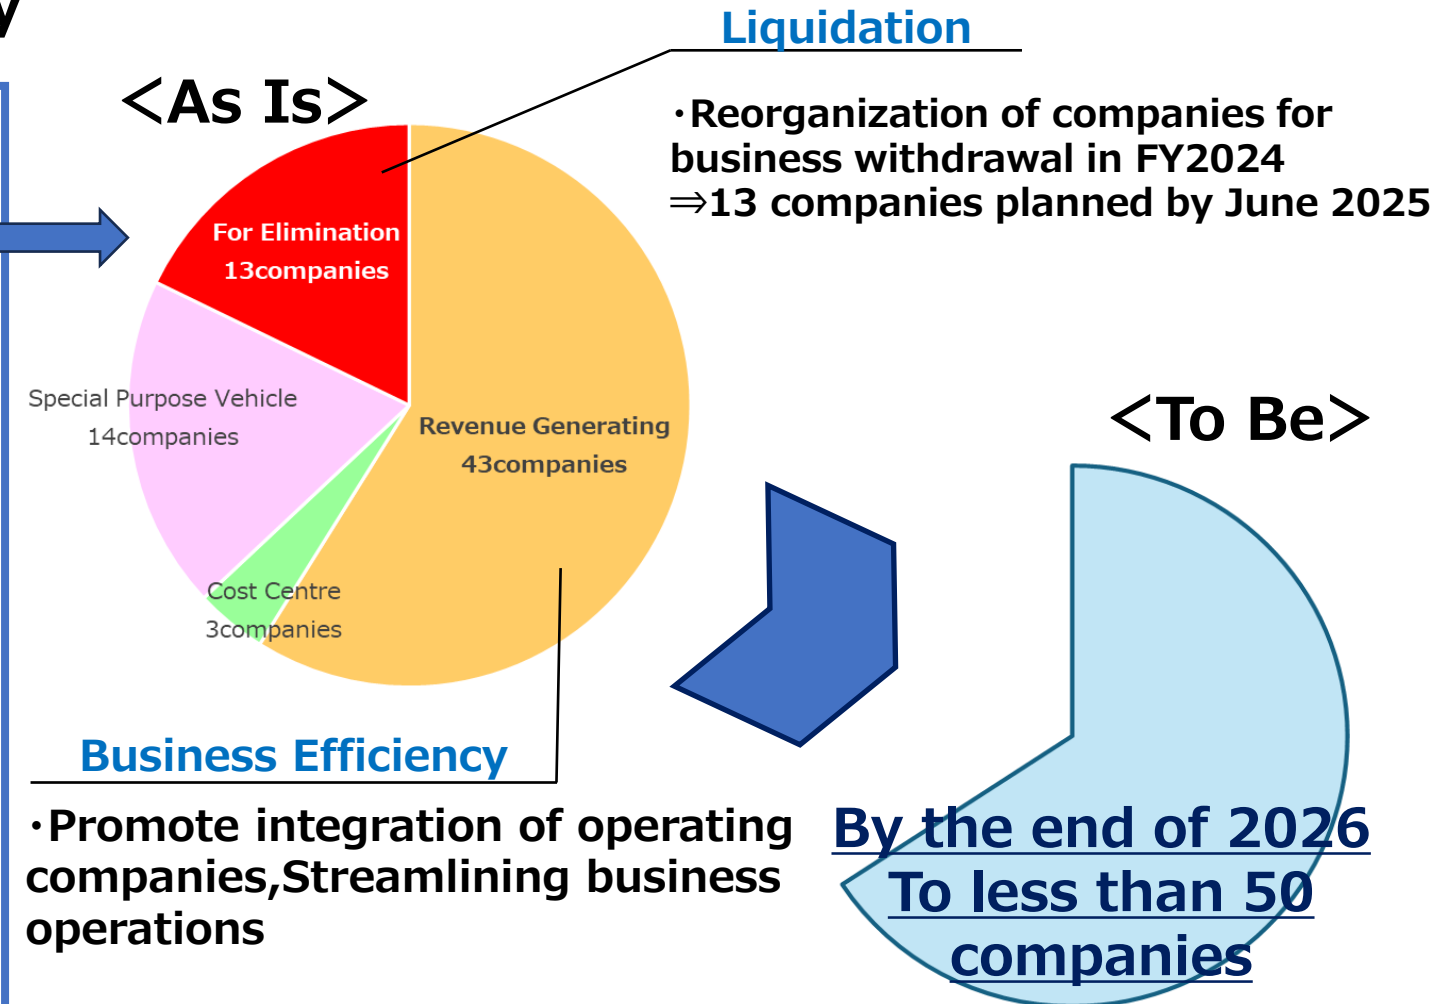 Liquidation
<As Is>
・Reorganization of companies for
business withdrawal in FY2024
⇒13 companies planned by June 2025
For Elimination
13companies
Special Purpose Vehicle
14companies
Revenue Generating
43companies
Cost Centre
3companies
<To Be>
Business Efficiency
・Promote integration of operating
companies,Streamlining business
operations
By the end of 2026
To less than 50
companies